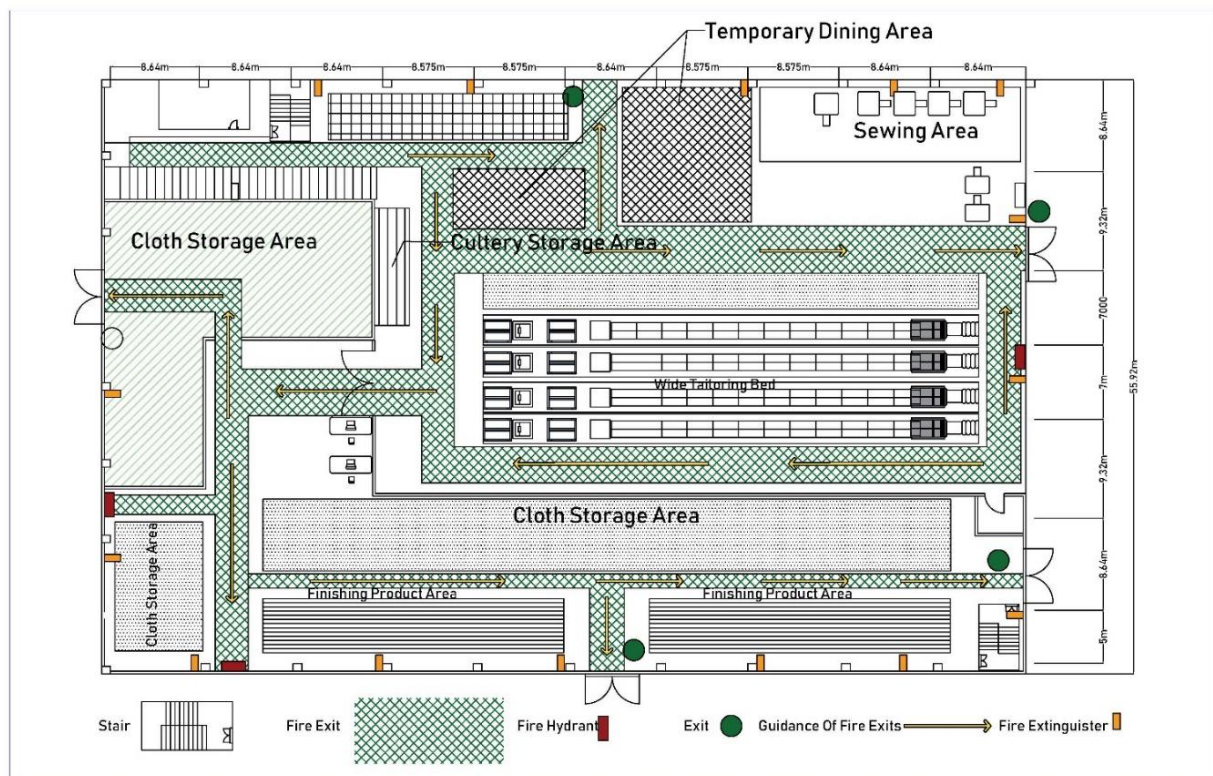 Temporary Dining Area
8.64m 8.64m 8.64m 8.575m 8.575m 8.64m 8.575m 8.575m 8.64m 8.64m
Sewing Area
8.64m
9.32m
7000
7m
9.32m
8.64m
5m
55.92m
Cloth Storage Area
Cultery Storage Area
Wide Tailoring Bed
Cloth Storage Area
Cloth Storage Area
Finishing Product Area
Finishing Product Area
Stair
Fire Exit
Fire Hydrant
Exit
Guidance Of Fire Exits
Fire Extinguister